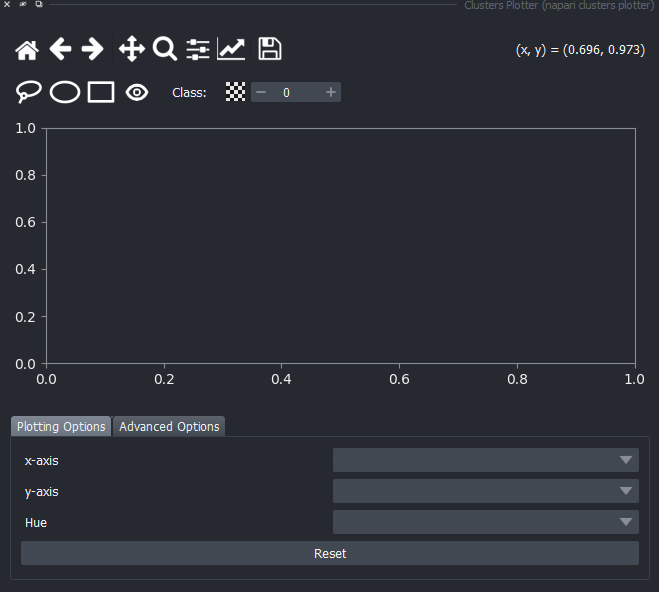 Clusters Plotter (napari clusters plotter)
(x, y) = (0.696, 0.973)
Class: 0
1.0
0.8
0.6
0.4
0.2
0.0
0.0 0.2 0.4 0.6 0.8 1.0
Plotting Options Advanced Options
x-axis
y-axis
Hue
Reset